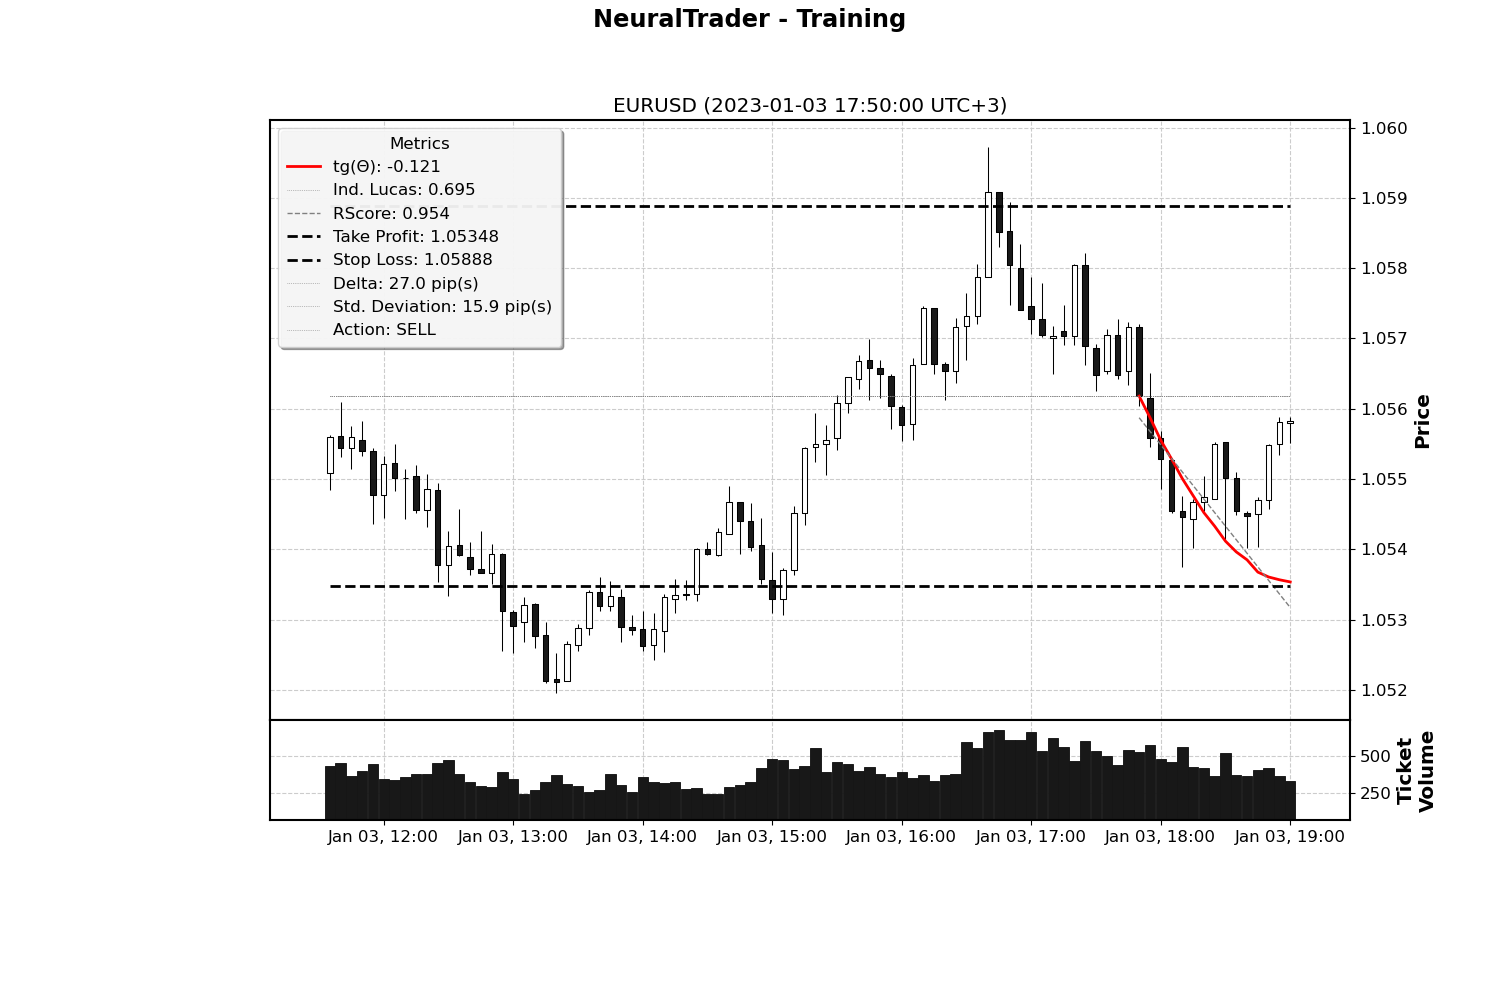 NeuralTrader - Training
EURUSD (2023-01-03 17:50:00 UTC+3)
Metrics
tg(Θ): -0.121
Ind. Lucas: 0.695
RScore: 0.954
Take Profit: 1.05348
Stop Loss: 1.05888
Delta: 27.0 pip(s)
Std. Deviation: 15.9 pip(s)
Action: SELL
1.060
1.059
1.058
1.057
1.056
1.055
1.054
1.053
1.052
Price
500
250
Ticket
Volume
Jan 03, 12:00
Jan 03, 13:00
Jan 03, 14:00
Jan 03, 15:00
Jan 03, 16:00
Jan 03, 17:00
Jan 03, 18:00
Jan 03, 19:00